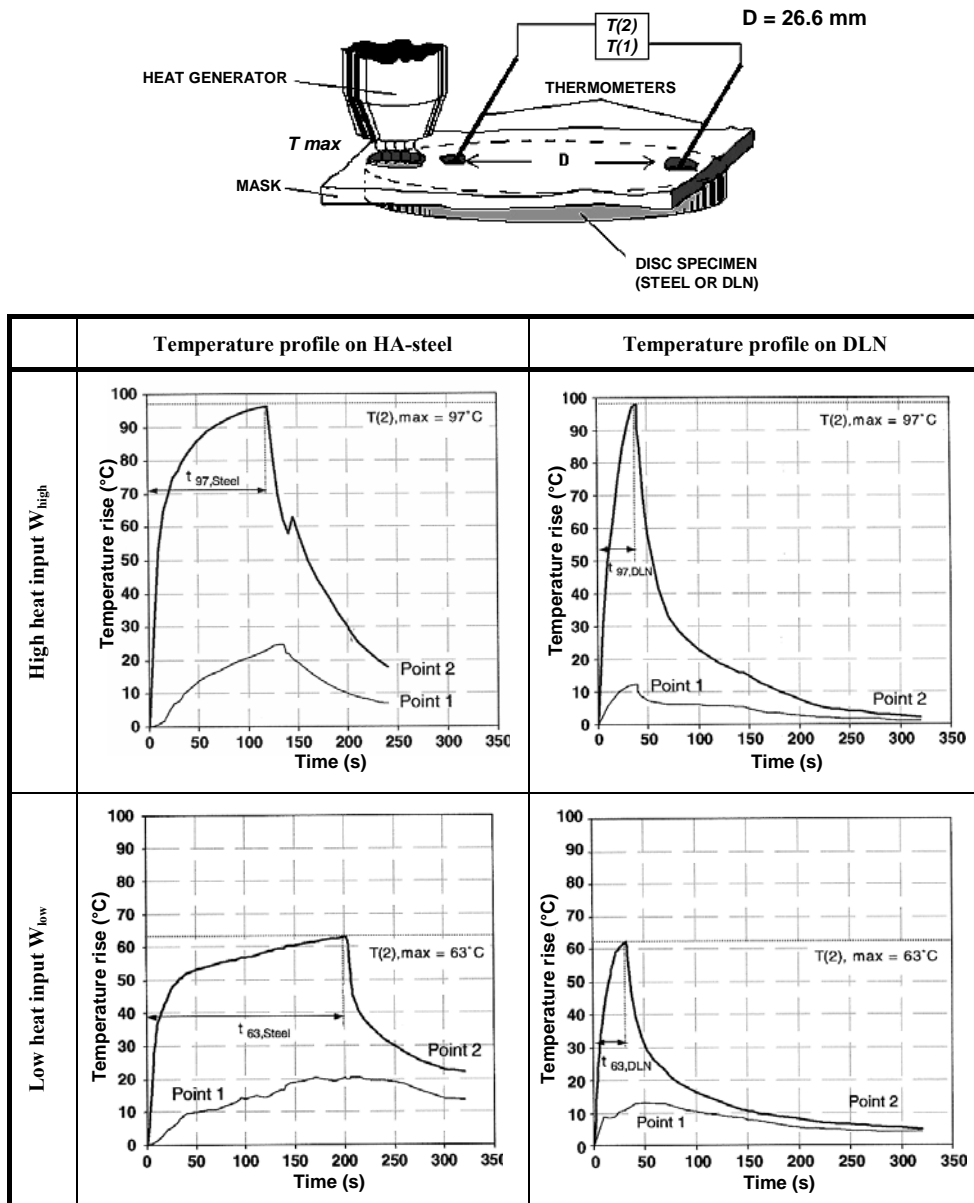 D = 26.6 mm
T(2)
T(1)
HEAT GENERATOR
THERMOMETERS
T max
D
MASK
DISC SPECIMEN
(STEEL OR DLN)
Temperature profile on HA-steel
Temperature profile on DLN
High heat input Whigh
Temperature rise (°C)
100
90
80
70
60
50
40
30
20
10
0
T(2),max = 97°C
t 97,Steel
Point 2
Point 1
0 50 100 150 200 250 300 350
Time (s)
Temperature rise (°C)
100
90
80
70
60
50
40
30
20
10
0
T(2),max = 97°C
t 97,DLN
Point 1
Point 2
0 50 100 150 200 250 300 350
Time (s)
Low heat input Wlow
Temperature rise (°C)
100
90
80
70
60
50
40
30
20
10
0
T(2),max = 63°C
t 63,Steel
Point 2
Point 1
0 50 100 150 200 250 300 350
Time (s)
Temperature rise (°C)
100
90
80
70
60
50
40
30
20
10
0
T(2), max = 63°C
t 63,DLN
Point 2
Point 1
0 50 100 150 200 250 300 350
Time (s)